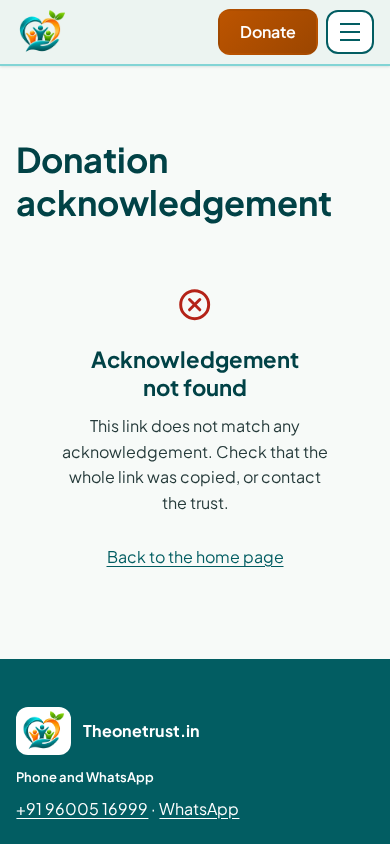 Donate
Donation
acknowledgement
Acknowledgement
not found
This link does not match any
acknowledgement. Check that the
whole link was copied, or contact
the trust.
Back to the home page
Theonetrust.in
Phone and WhatsApp
+91 96005 16999 · WhatsApp